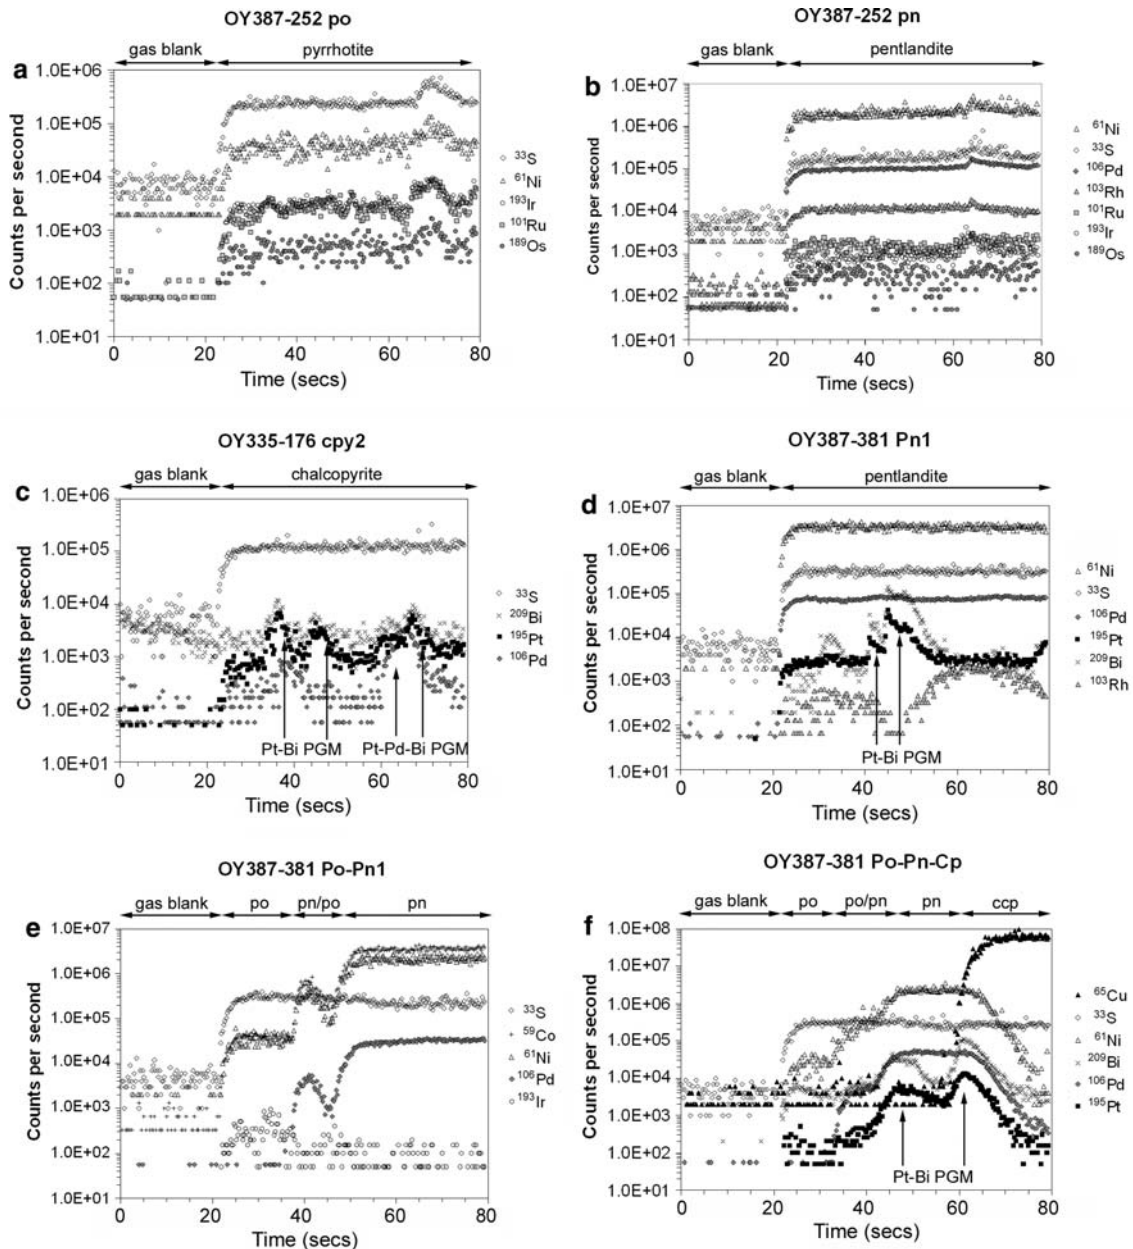 OY387-252 po
gas blank pyrrhotite
a
1.0E+06
1.0E+05
1.0E+04
1.0E+03
1.0E+02
1.0E+01
Counts per second
0 20 40 60 80
Time (secs)
³³S
⁶¹Ni
¹⁹³Ir
¹⁰¹Ru
¹⁸⁹Os
OY387-252 pn
gas blank pentlandite
b
1.0E+07
1.0E+06
1.0E+05
1.0E+04
1.0E+03
1.0E+02
1.0E+01
Counts per second
0 20 40 60 80
Time (secs)
⁶¹Ni
³³S
¹⁰⁶Pd
¹⁰³Rh
¹⁰¹Ru
¹⁹³Ir
¹⁸⁹Os
OY335-176 cpy2
gas blank chalcopyrite
c
1.0E+06
1.0E+05
1.0E+04
1.0E+03
1.0E+02
1.0E+01
Counts per second
Pt-Bi PGM Pt-Pd-Bi PGM
0 20 40 60 80
Time (secs)
³³S
²⁰⁹Bi
¹⁹⁵Pt
¹⁰⁶Pd
OY387-381 Pn1
gas blank pentlandite
d
1.0E+07
1.0E+06
1.0E+05
1.0E+04
1.0E+03
1.0E+02
1.0E+01
Counts per second
Pt-Bi PGM
0 20 40 60 80
Time (secs)
⁶¹Ni
³³S
¹⁰⁶Pd
¹⁹⁵Pt
²⁰⁹Bi
¹⁰³Rh
OY387-381 Po-Pn1
gas blank po pn/po pn
e
1.0E+07
1.0E+06
1.0E+05
1.0E+04
1.0E+03
1.0E+02
1.0E+01
Counts per second
0 20 40 60 80
Time (secs)
³³S
⁵⁹Co
⁶¹Ni
¹⁰⁶Pd
¹⁹³Ir
OY387-381 Po-Pn-Cp
gas blank po po/pn pn ccp
f
1.0E+08
1.0E+07
1.0E+06
1.0E+05
1.0E+04
1.0E+03
1.0E+02
1.0E+01
Counts per second
Pt-Bi PGM
0 20 40 60 80
Time (secs)
⁶⁵Cu
³³S
⁶¹Ni
²⁰⁹Bi
¹⁰⁶Pd
¹⁹⁵Pt